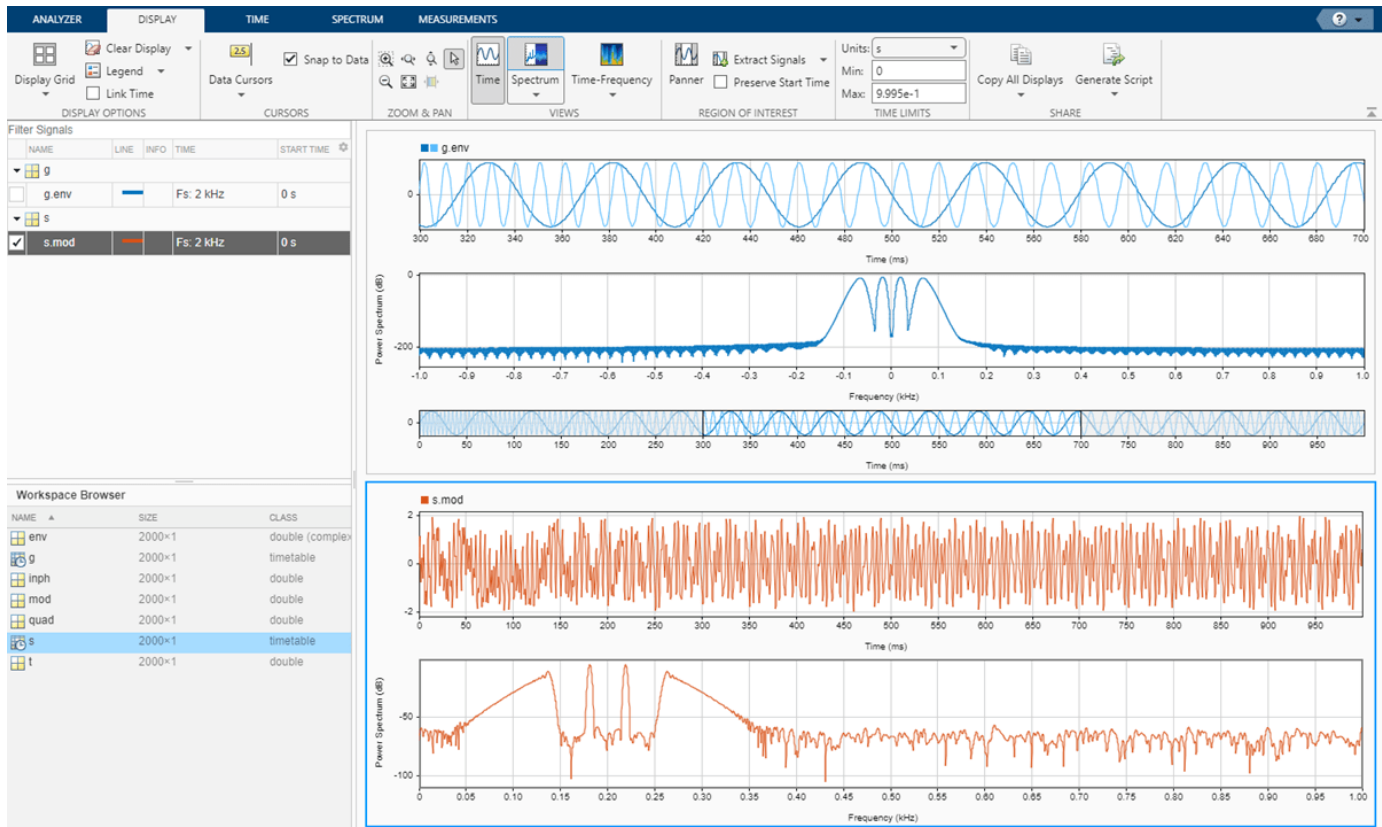 ANALYZER DISPLAY TIME SPECTRUM MEASUREMENTS ?
Display Grid
Clear Display
Legend
Link Time
DISPLAY OPTIONS
2.5
Data Cursors
Snap to Data
CURSORS
ZOOM & PAN
Time Spectrum Time-Frequency
VIEWS
Panner
Extract Signals
Preserve Start Time
REGION OF INTEREST
Units: s
Min: 0
Max: 9.995e-1
TIME LIMITS
Copy All Displays Generate Script
SHARE
Filter Signals
NAME LINE INFO TIME START TIME
g
g.env Fs: 2 kHz 0 s
s
s.mod Fs: 2 kHz 0 s
Workspace Browser
NAME SIZE CLASS
env 2000×1 double (complex
g 2000×1 timetable
inph 2000×1 double
mod 2000×1 double
quad 2000×1 double
s 2000×1 timetable
t 2000×1 double
g.env
0
300 320 340 360 380 400 420 440 460 480 500 520 540 560 580 600 620 640 660 680 700
Time (ms)
Power Spectrum (dB)
0
-200
-1.0 -0.9 -0.8 -0.7 -0.6 -0.5 -0.4 -0.3 -0.2 -0.1 0 0.1 0.2 0.3 0.4 0.5 0.6 0.7 0.8 0.9 1.0
Frequency (kHz)
0
0 50 100 150 200 250 300 350 400 450 500 550 600 650 700 750 800 850 900 950
Time (ms)
s.mod
2
0
-2
0 50 100 150 200 250 300 350 400 450 500 550 600 650 700 750 800 850 900 950
Time (ms)
Power Spectrum (dB)
-50
-100
0 0.05 0.10 0.15 0.20 0.25 0.30 0.35 0.40 0.45 0.50 0.55 0.60 0.65 0.70 0.75 0.80 0.85 0.90 0.95 1.00
Frequency (kHz)